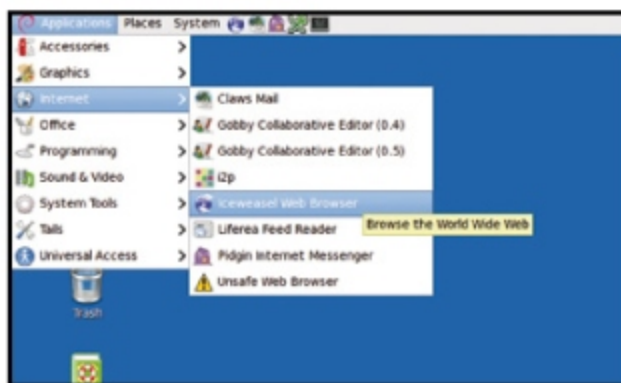 Applications Places System
Accessories
Graphics
Internet
Office
Programming
Sound & Video
System Tools
Tails
Universal Access
Claws Mail
Gobby Collaborative Editor (0.4)
Gobby Collaborative Editor (0.5)
i2p
Iceweasel Web Browser
Liferea Feed Reader
Pidgin Internet Messenger
Unsafe Web Browser
Browse the World Wide Web
Trash